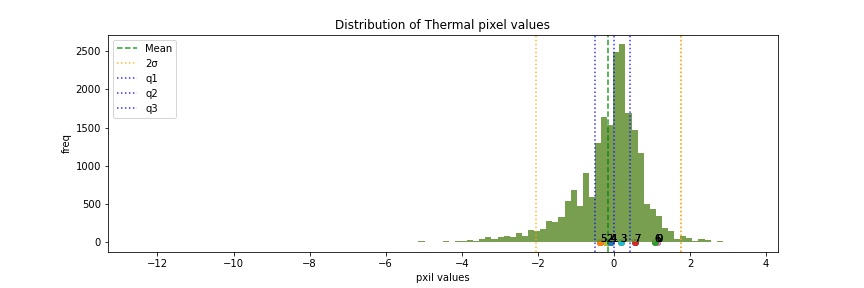 Distribution of Thermal pixel values
Mean
2σ
q1
q2
q3
freq
2500
2000
1500
1000
500
0
3
7
−12
−10
−8
−6
−4
−2
0
2
4
pxil values